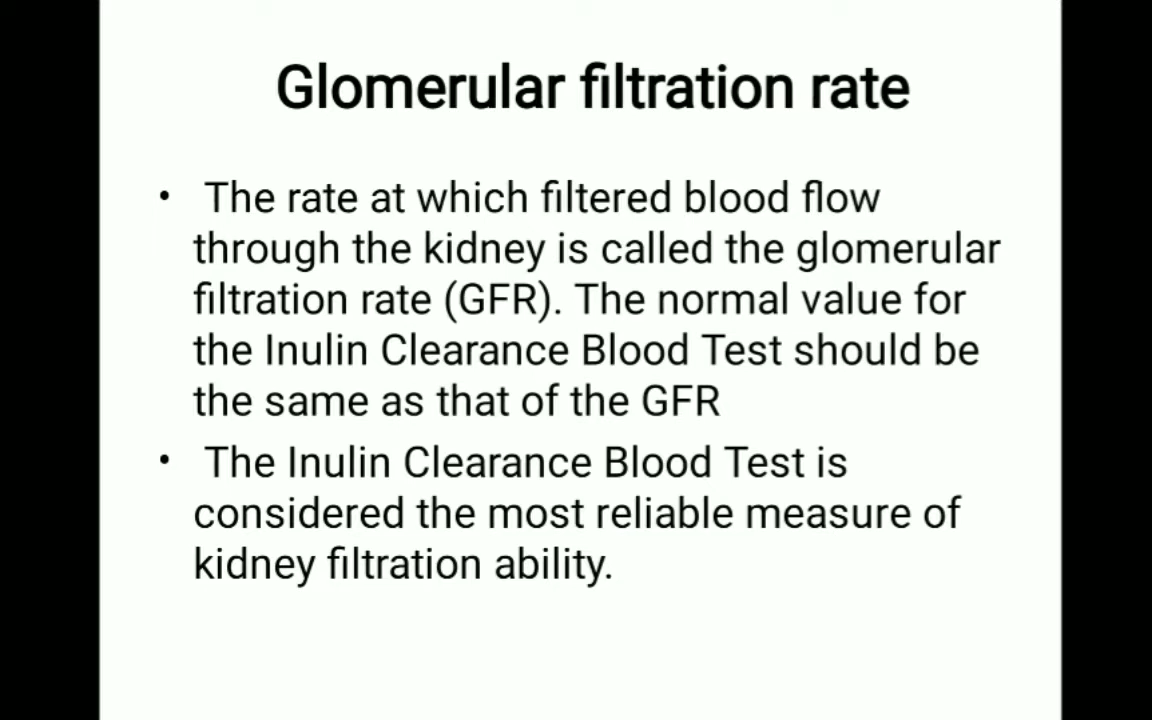 Glomerular filtration rate
• The rate at which filtered blood flow
through the kidney is called the glomerular
filtration rate (GFR). The normal value for
the Inulin Clearance Blood Test should be
the same as that of the GFR
• The Inulin Clearance Blood Test is
considered the most reliable measure of
kidney filtration ability.